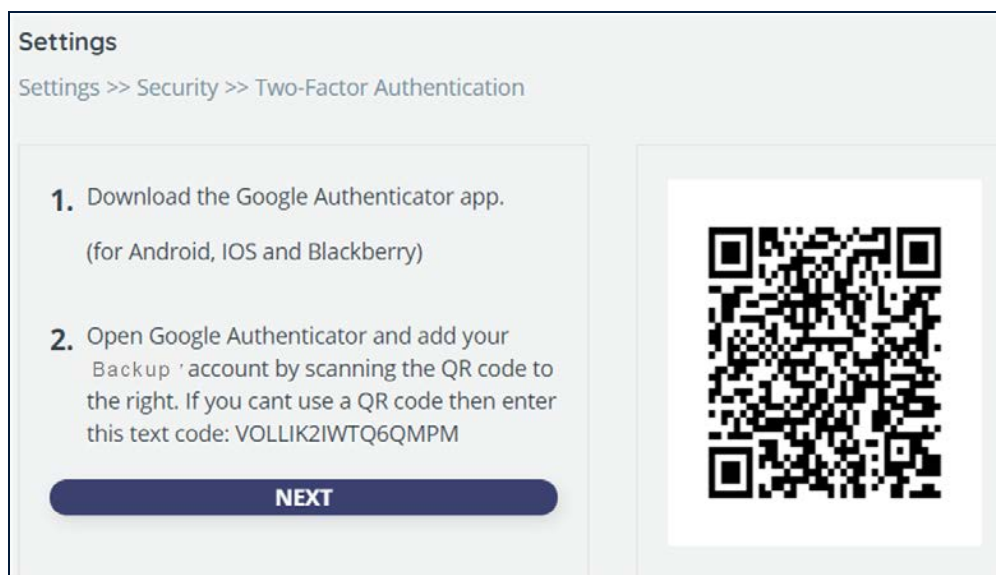 Settings
Settings >> Security >> Two-Factor Authentication
1. Download the Google Authenticator app.
(for Android, IOS and Blackberry)
2. Open Google Authenticator and add your
Backup ' account by scanning the QR code to
the right. If you cant use a QR code then enter
this text code: VOLLIK2IWTQ6QMPM
NEXT